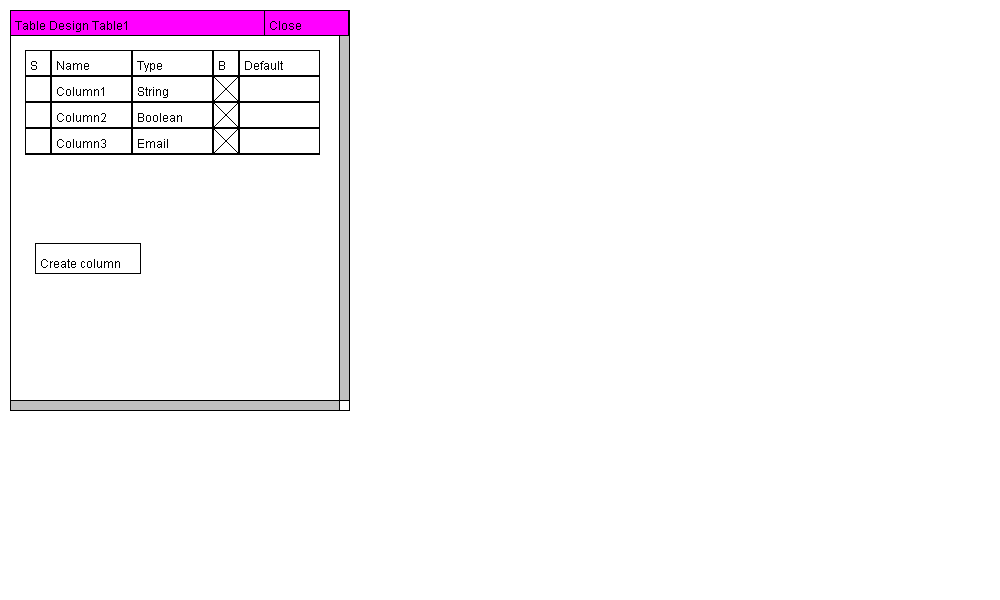 Table Design Table1 Close
S Name Type B Default
Column1 String
Column2 Boolean
Column3 Email
Create column